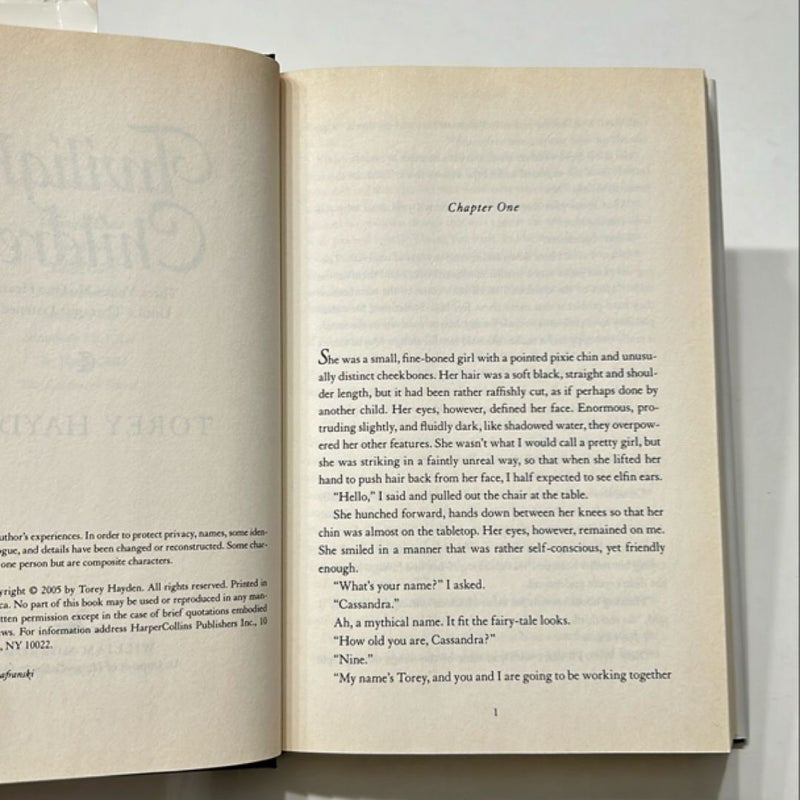 uthor's experiences. In order to protect privacy, names, some iden-
gue, and details have been changed or reconstructed. Some char-
one person but are composite characters.
yright © 2005 by Torey Hayden. All rights reserved. Printed in
ca. No part of this book may be used or reproduced in any man-
tten permission except in the case of brief quotations embodied
ws. For information address HarperCollins Publishers Inc., 10
, NY 10022.
afranski
Chapter One
She was a small, fine-boned girl with a pointed pixie chin and unusu-
ally distinct cheekbones. Her hair was a soft black, straight and shoul-
der length, but it had been rather raffishly cut, as if perhaps done by
another child. Her eyes, however, defined her face. Enormous, pro-
truding slightly, and fluidly dark, like shadowed water, they overpow-
ered her other features. She wasn't what I would call a pretty girl, but
she was striking in a faintly unreal way, so that when she lifted her
hand to push hair back from her face, I half expected to see elfin ears.
"Hello," I said and pulled out the chair at the table.
She hunched forward, hands down between her knees so that her
chin was almost on the tabletop. Her eyes, however, remained on me.
She smiled in a manner that was rather self-conscious, yet friendly
enough.
"What's your name?" I asked.
"Cassandra."
Ah, a mythical name. It fit the fairy-tale looks.
"How old you are, Cassandra?"
"Nine."
"My name's Torey, and you and I are going to be working together
1